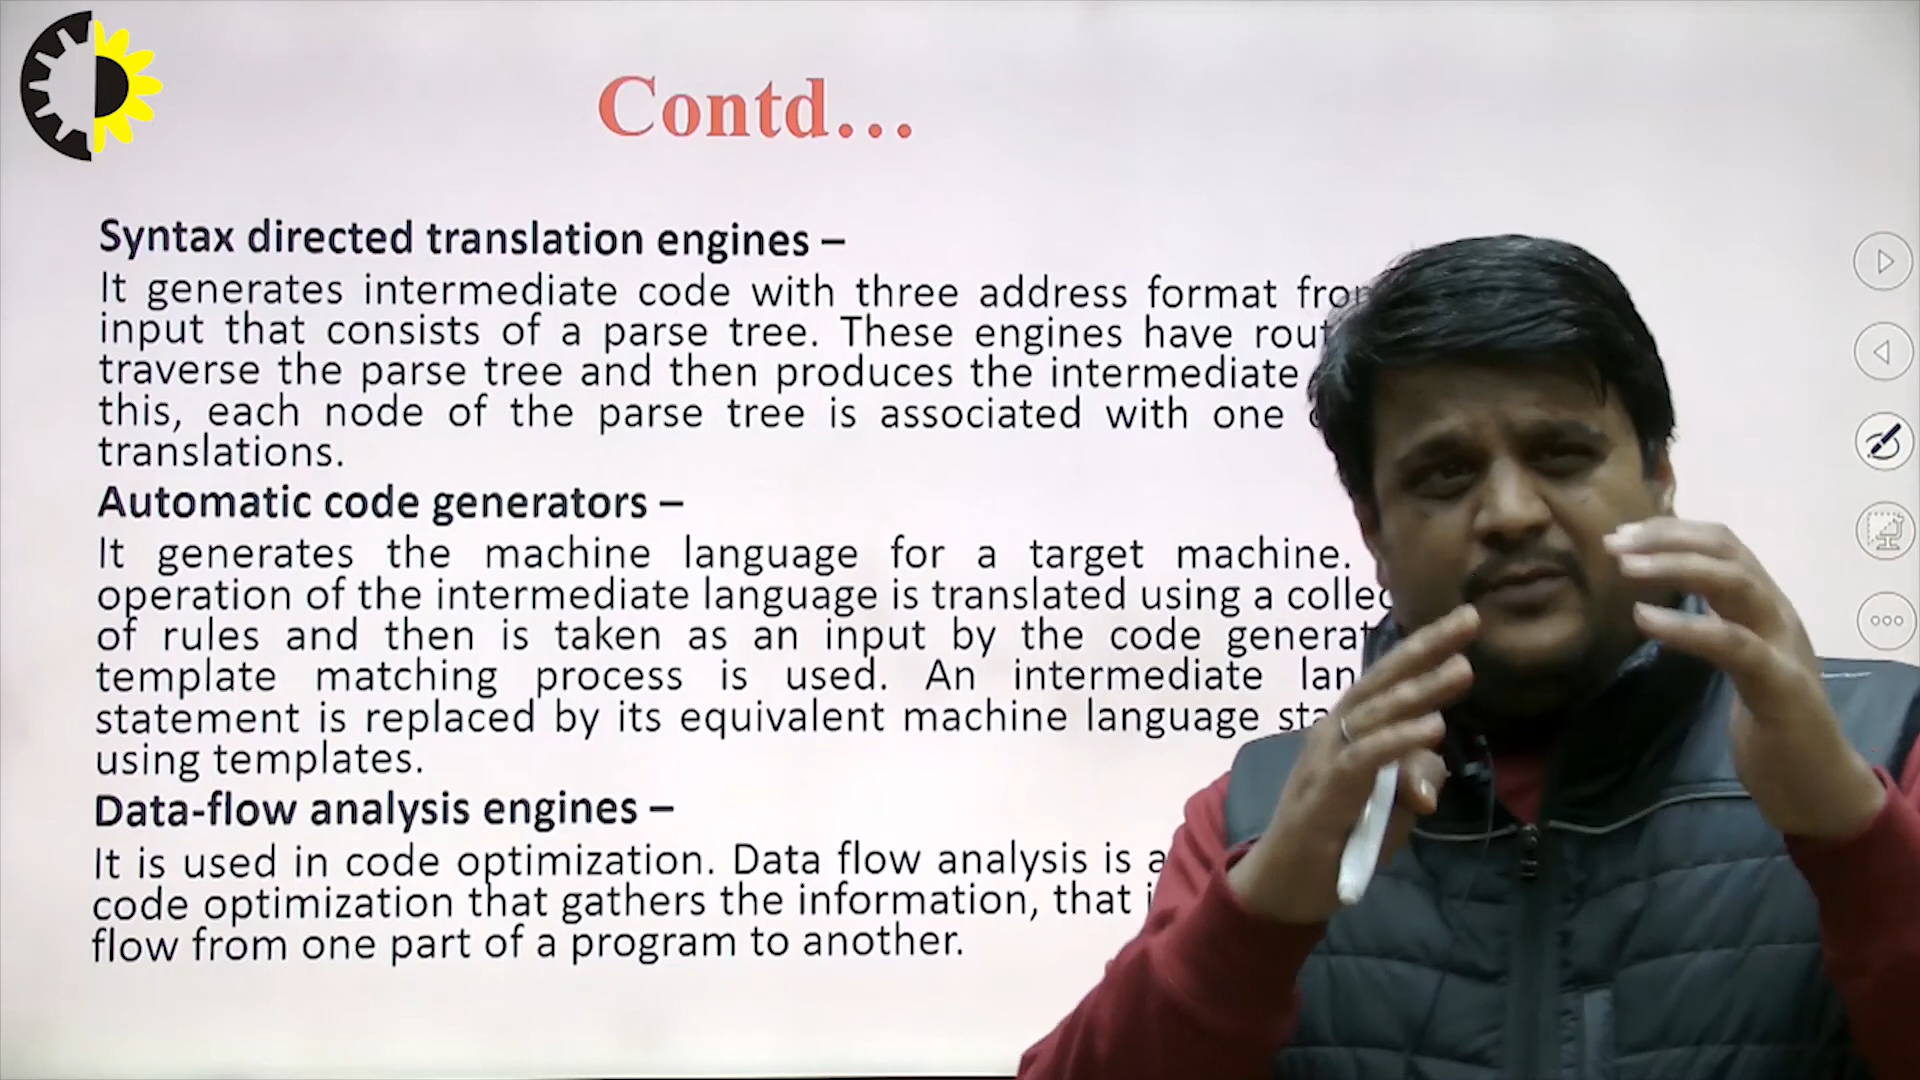 Contd...
Syntax directed translation engines –
It generates intermediate code with three address format from
input that consists of a parse tree. These engines have
traverse the parse tree and then produces the intermediate
this, each node of the parse tree is associated with one
translations.
Automatic code generators –
It generates the machine language for a target machine.
operation of the intermediate language is translated using a
of rules and then is taken as an input by the code
template matching process is used. An intermediate
statement is replaced by its equivalent machine language
using templates.
Data-flow analysis engines –
It is used in code optimization. Data flow analysis is a
code optimization that gathers the information, that
flow from one part of a program to another.